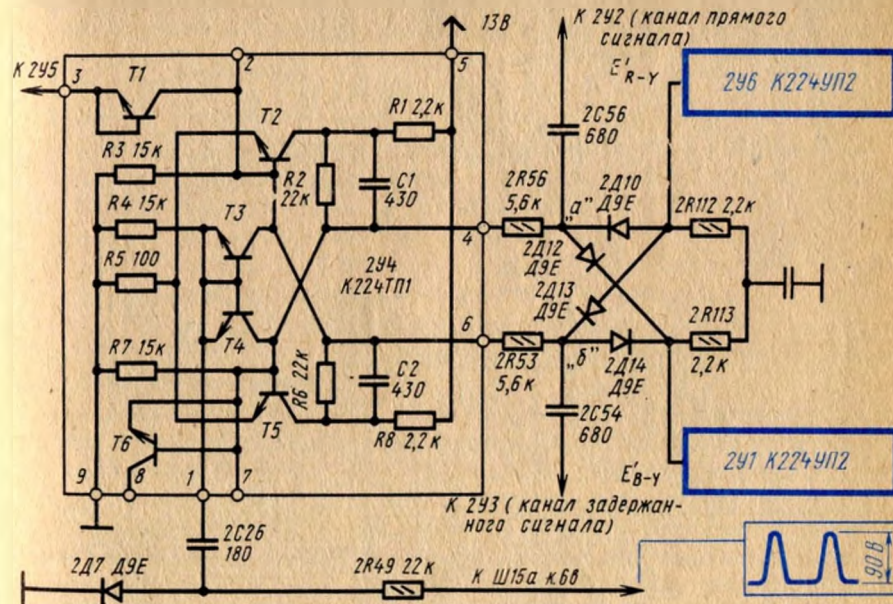 К 2У2 (канал прямого
сигнала)
13В
К 2У5
3
Т1
2
5
Е'R-Y
2У6 К224УП2
Т2
R1 2,2к
2С56
680
R3 15к
R2
22к
С1
430
2R56
5,6к
„а"
2Д10
Д9Е
2R112 2,2к
R4 15к
Т3
4
R5 100
2У4
К224ТП1
2Д12
Д9Е
2Д13
Д9Е
Т4
6
R7 15к
R6 22к
С2
430
2R53
5,6к
„б"
2Д14
Д9Е
2R113
2,2к
Т5
R8 2,2к
2С54
680
Т6
9
8
1
7
Е'В-Y
2У1 К224УП2
К 2У3 (канал задержан-
ного сигнала)
2С26
180
2Д7 Д9Е
2R49 22к
К Ш15а к.6в
90 В